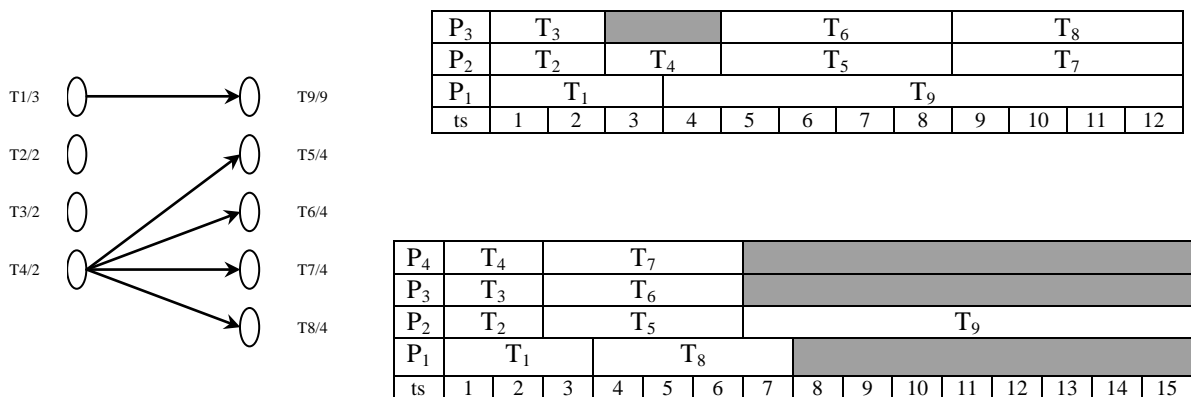 T1/3
T9/9
T2/2
T5/4
T3/2
T6/4
T4/2
T7/4
T8/4
P3 T3 T6 T8
P2 T2 T4 T5 T7
P1 T1 T9
ts 1 2 3 4 5 6 7 8 9 10 11 12
P4 T4 T7
P3 T3 T6
P2 T2 T5 T9
P1 T1 T8
ts 1 2 3 4 5 6 7 8 9 10 11 12 13 14 15